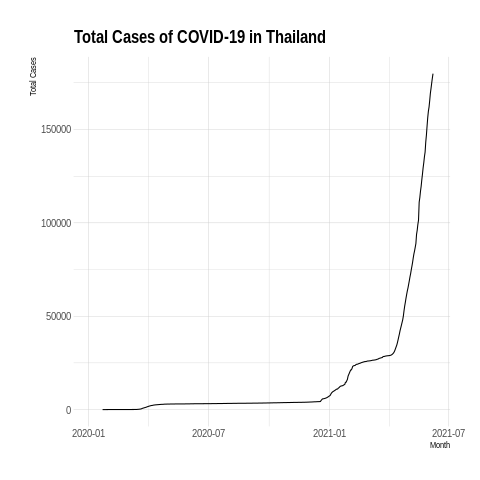 Total Cases of COVID-19 in Thailand
Total Cases
150000
100000
50000
0
2020-01 2020-07 2021-01 2021-07
Month